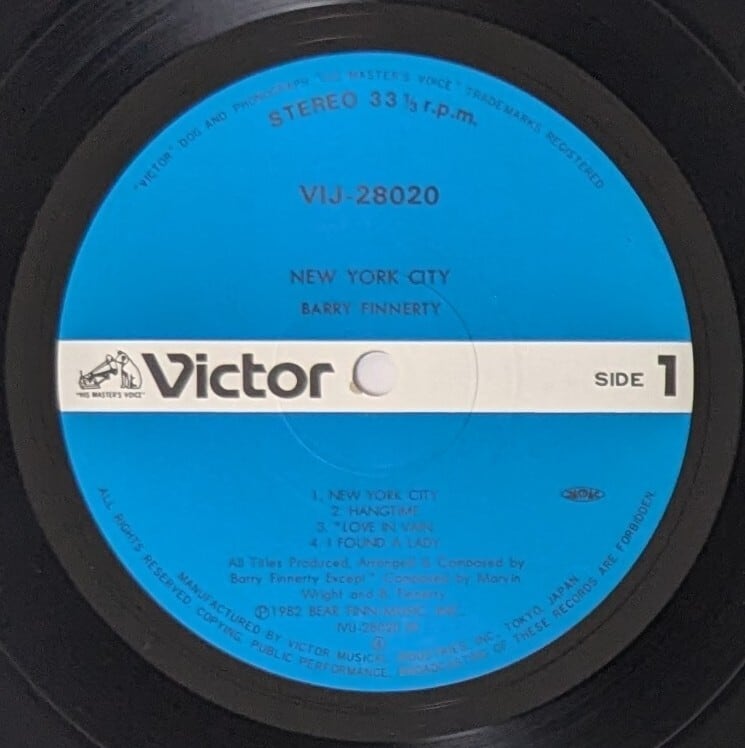 "VICTOR" DOG AND PHONOGRAPH "HIS MASTER'S VOICE" TRADEMARKS REGISTERED
STEREO 33 1/3 r.p.m.
VIJ-28020
NEW YORK CITY
BARRY FINNERTY
"HIS MASTER'S VOICE"
Victor
SIDE 1
1. NEW YORK CITY
2. HANGTIME
3. *LOVE IN VAIN
4. I FOUND A LADY
All Titles Produced, Arranged & Composed by
Barry Finnerty Except* Composed by Marvin
Wright and B. Finnerty
Ⓟ1982 BEAR FINN MUSIC INC.
MANUFACTURED BY VICTOR MUSICAL INDUSTRIES, INC. TOKYO, JAPAN
ALL RIGHTS RESERVED. COPYING, PUBLIC PERFORMANCE, BROADCASTING OF THESE RECORDS ARE FORBIDDEN.